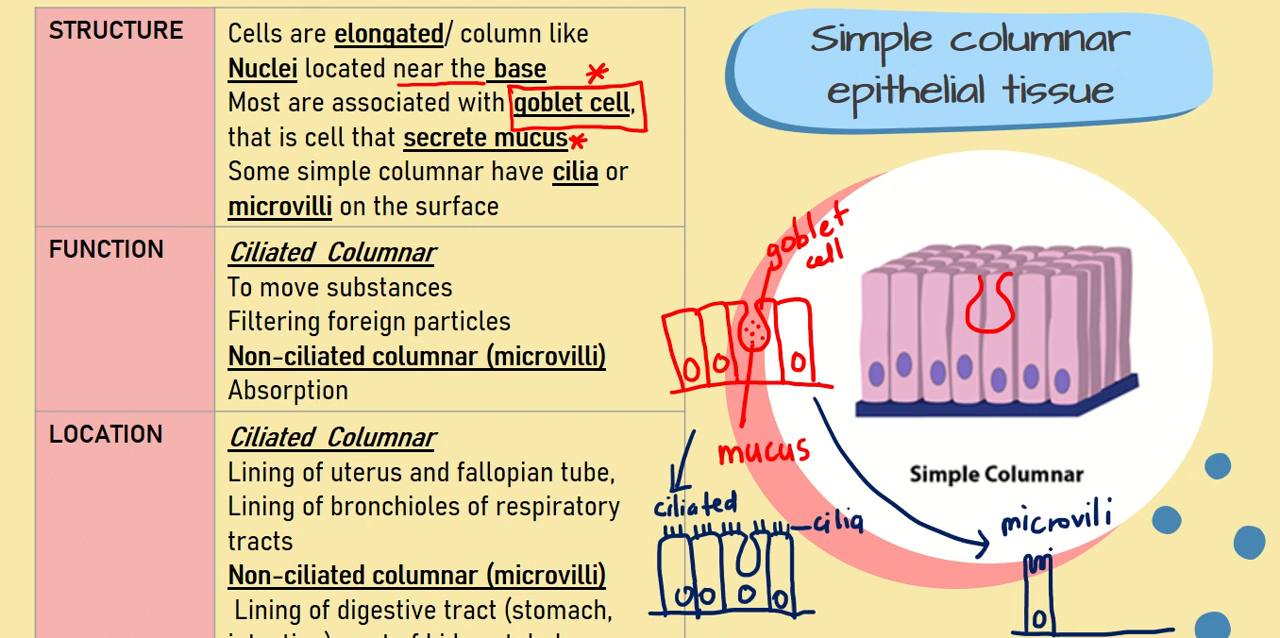 STRUCTURE
Cells are elongated/ column like
Nuclei located near the base
Most are associated with goblet cell,
that is cell that secrete mucus
Some simple columnar have cilia or
microvilli on the surface
FUNCTION
Ciliated Columnar
To move substances
Filtering foreign particles
Non-ciliated columnar (microvilli)
Absorption
LOCATION
Ciliated Columnar
Lining of uterus and fallopian tube,
Lining of bronchioles of respiratory
tracts
Non-ciliated columnar (microvilli)
Lining of digestive tract (stomach,
Simple columnar
epithelial tissue
goblet
cell
mucus
Simple Columnar
ciliated
cilia
microvili